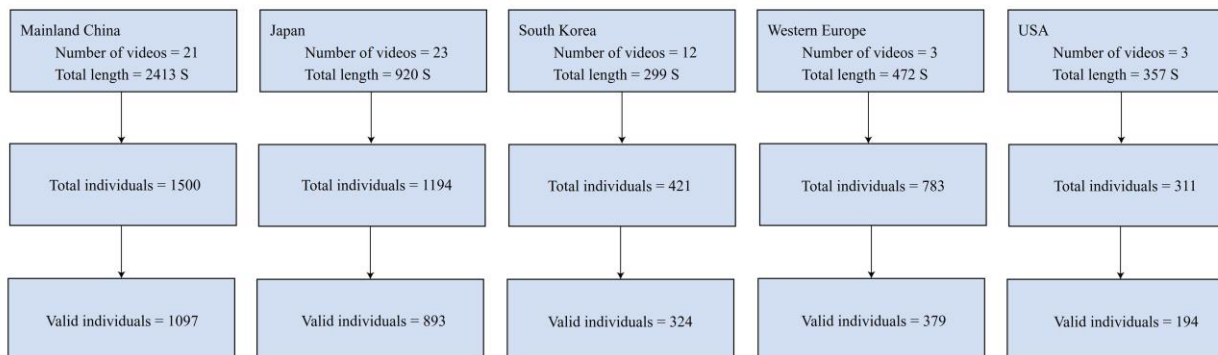 Mainland China
Number of videos = 21
Total length = 2413 S
Japan
Number of videos = 23
Total length = 920 S
South Korea
Number of videos = 12
Total length = 299 S
Western Europe
Number of videos = 3
Total length = 472 S
USA
Number of videos = 3
Total length = 357 S
Total individuals = 1500
Total individuals = 1194
Total individuals = 421
Total individuals = 783
Total individuals = 311
Valid individuals = 1097
Valid individuals = 893
Valid individuals = 324
Valid individuals = 379
Valid individuals = 194